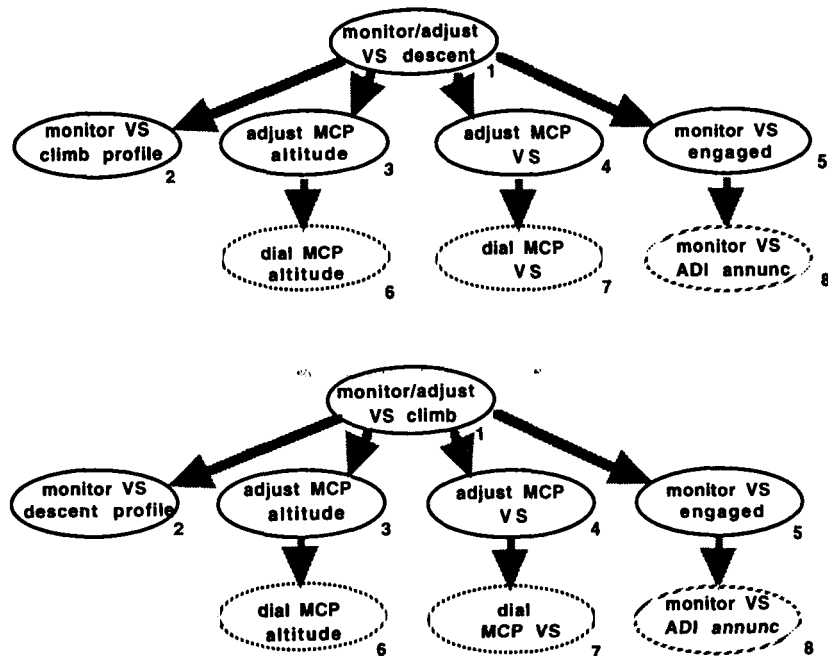 monitor/adjust
VS descent
1
monitor VS
climb profile
2
adjust MCP
altitude
3
adjust MCP
VS
4
monitor VS
engaged
5
dial MCP
altitude
6
dial MCP
VS
7
monitor VS
ADI annunc
8
monitor/adjust
VS climb
1
monitor VS
descent profile
2
adjust MCP
altitude
3
adjust MCP
VS
4
monitor VS
engaged
5
dial MCP
altitude
6
dial
MCP VS
7
monitor VS
ADI annunc
8